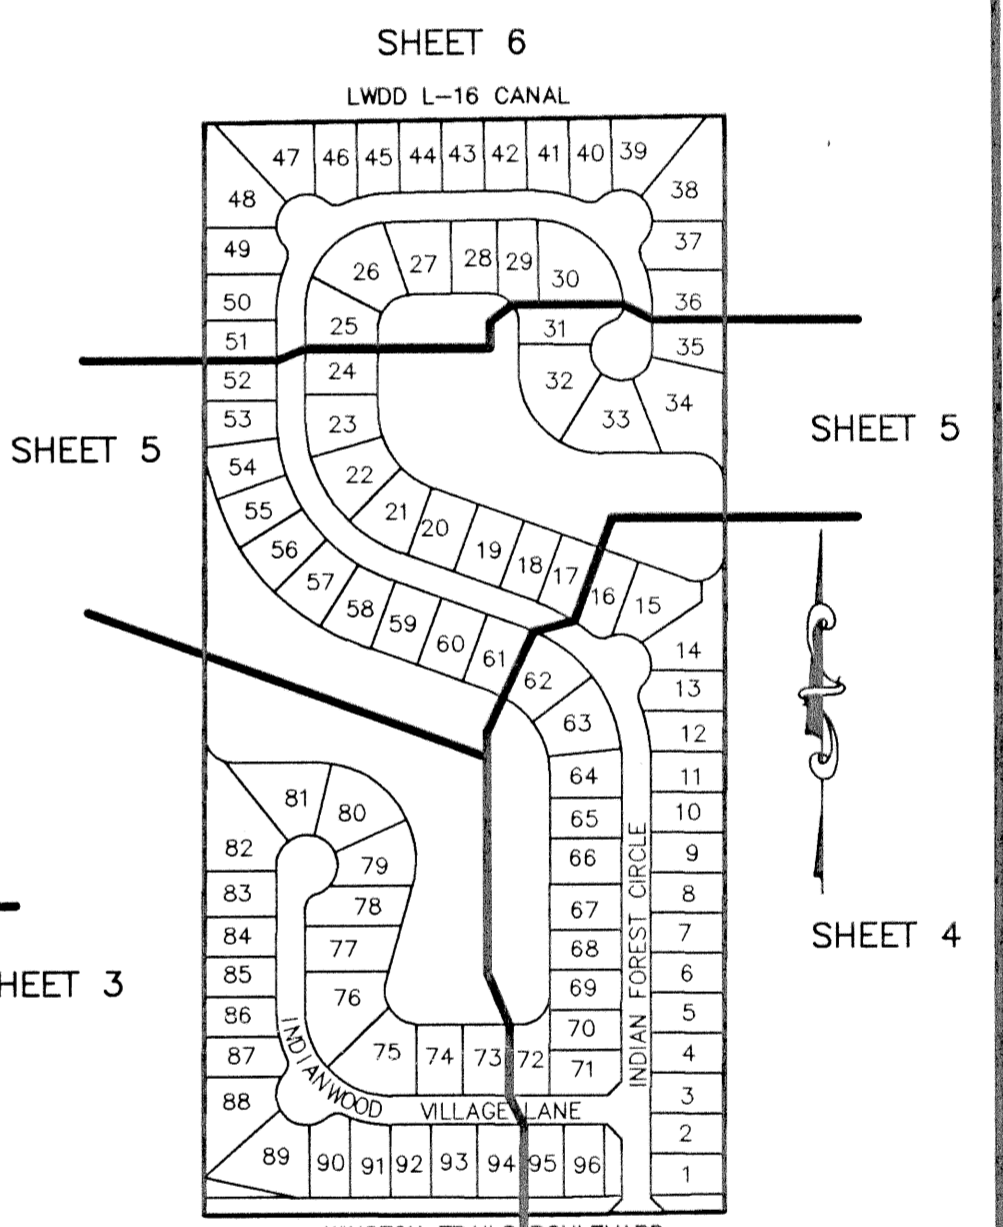 SHEET 6
LWDD L-16 CANAL
47 46 45 44 43 42 41 40 39
48 38
49 26 27 28 29 30 37
50 25 31 36
51 35
52 24 32 34
53 23 33
SHEET 5
SHEET 5
54 22
55 21 20 19 18 17 16 15
56
57
58 59 60 61 62 14
63 13
12
64 11
81 80 65 10
82 79 66 9
83 78 67 8
84 77 68 7
85 76 69 6
86 70 5
87 75 74 73 72 71 4
88 3
89 90 91 92 93 94 95 96 2
1
INDIAN FOREST CIRCLE
SHEET 4
HEET 3
INDIANWOOD VILLAGE LANE